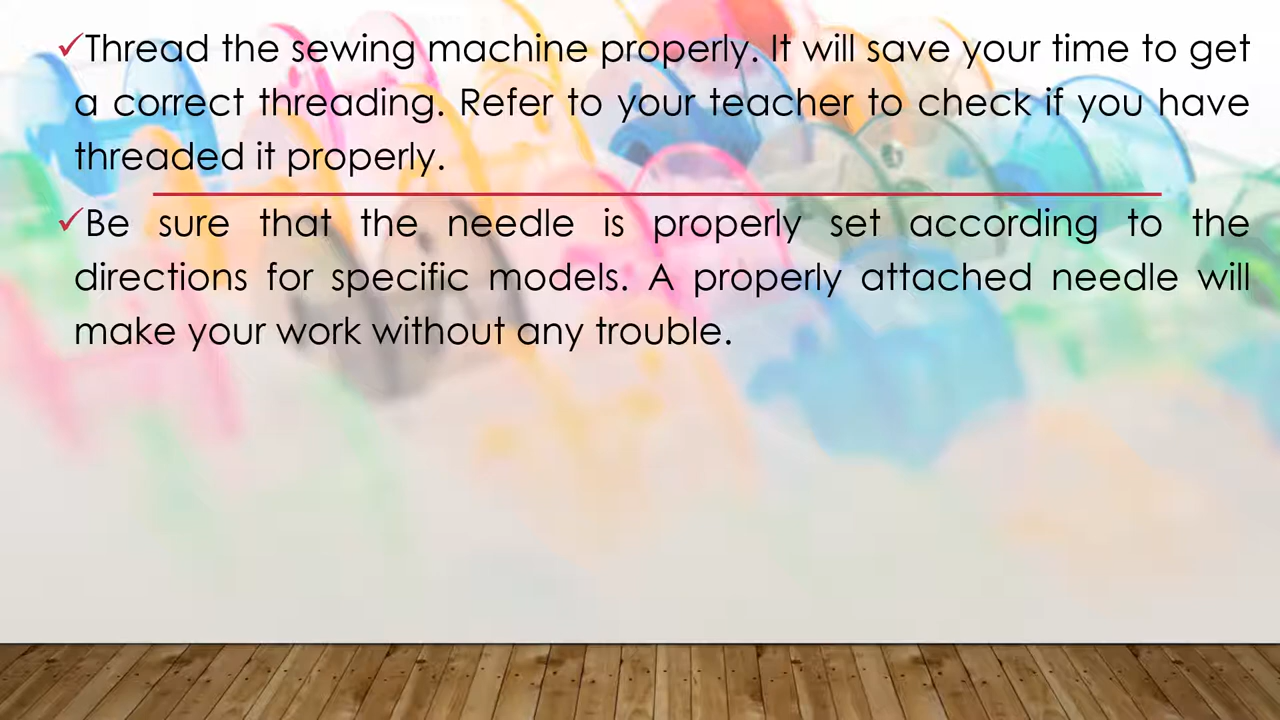 ✓Thread the sewing machine properly. It will save your time to get
a correct threading. Refer to your teacher to check if you have
threaded it properly.
✓Be sure that the needle is properly set according to the
directions for specific models. A properly attached needle will
make your work without any trouble.